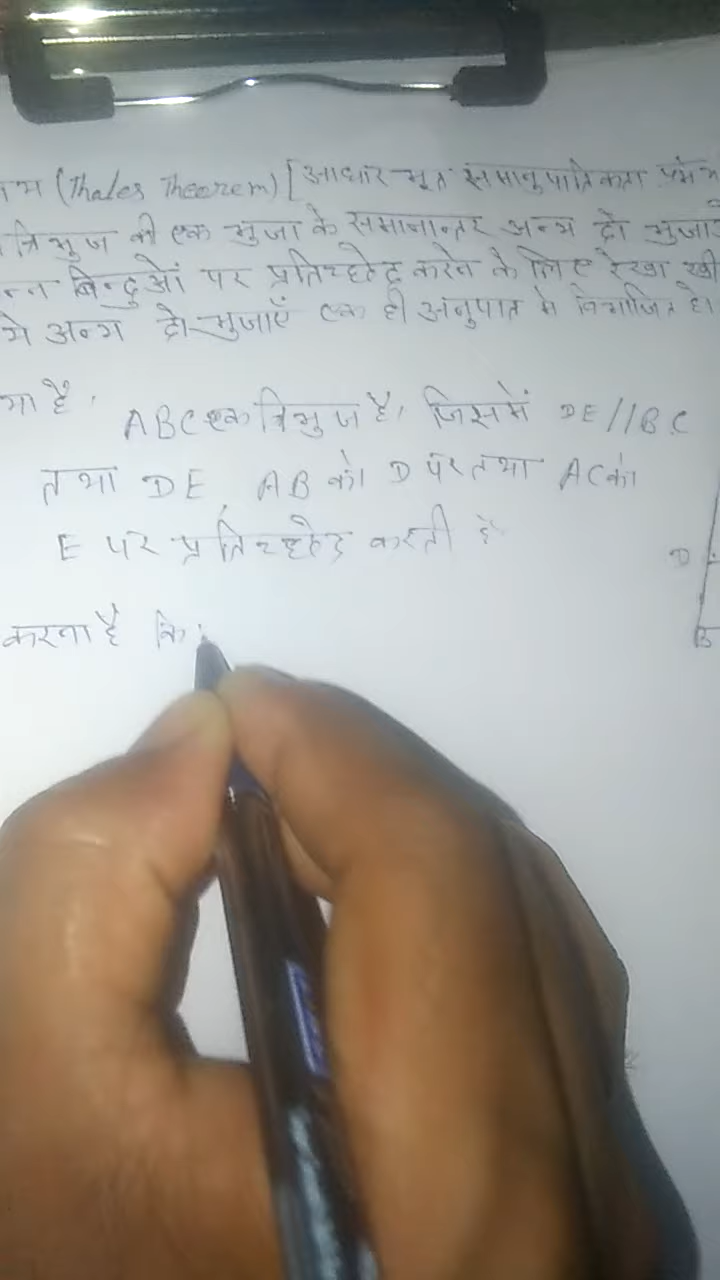 (Thales Theorem) [आधारभूत समानुपातिकता प्रमेय
त्रिभुज की एक भुजा के समानान्तर अन्य दो भुजाओं
बिन्दुओं पर प्रतिच्छेद करने के लिए रेखा खी
ये अन्य दो भुजाएँ एक ही अनुपात में विभाजित हो
या है, ABC एक त्रिभुज है, जिसमें DE//BC
तथा DE, AB को D पर तथा AC को
E पर प्रतिच्छेद करती है
D
करना है कि:
B